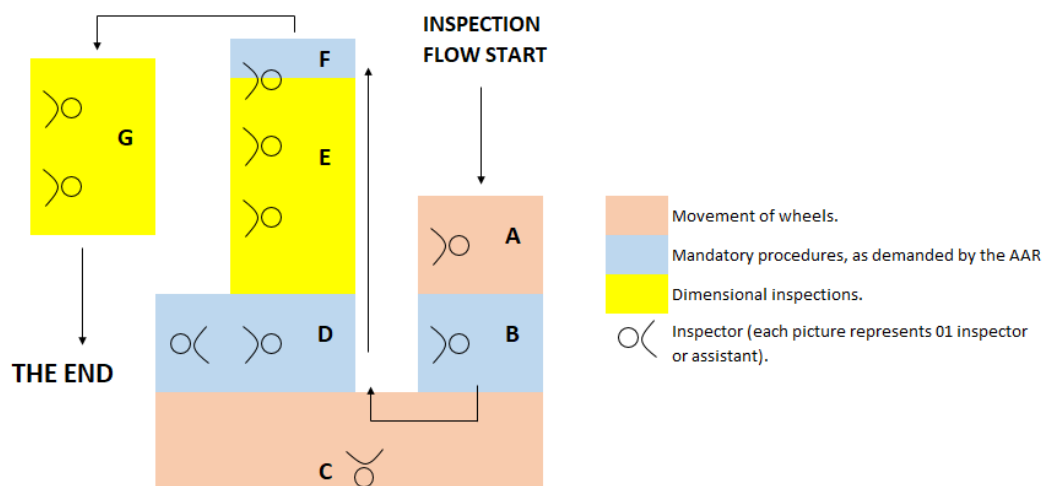 INSPECTION
FLOW START
F
G
E
A
Movement of wheels.
Mandatory procedures, as demanded by the AAR
Dimensional inspections.
D
B
Inspector (each picture represents 01 inspector
or assistant).
THE END
C